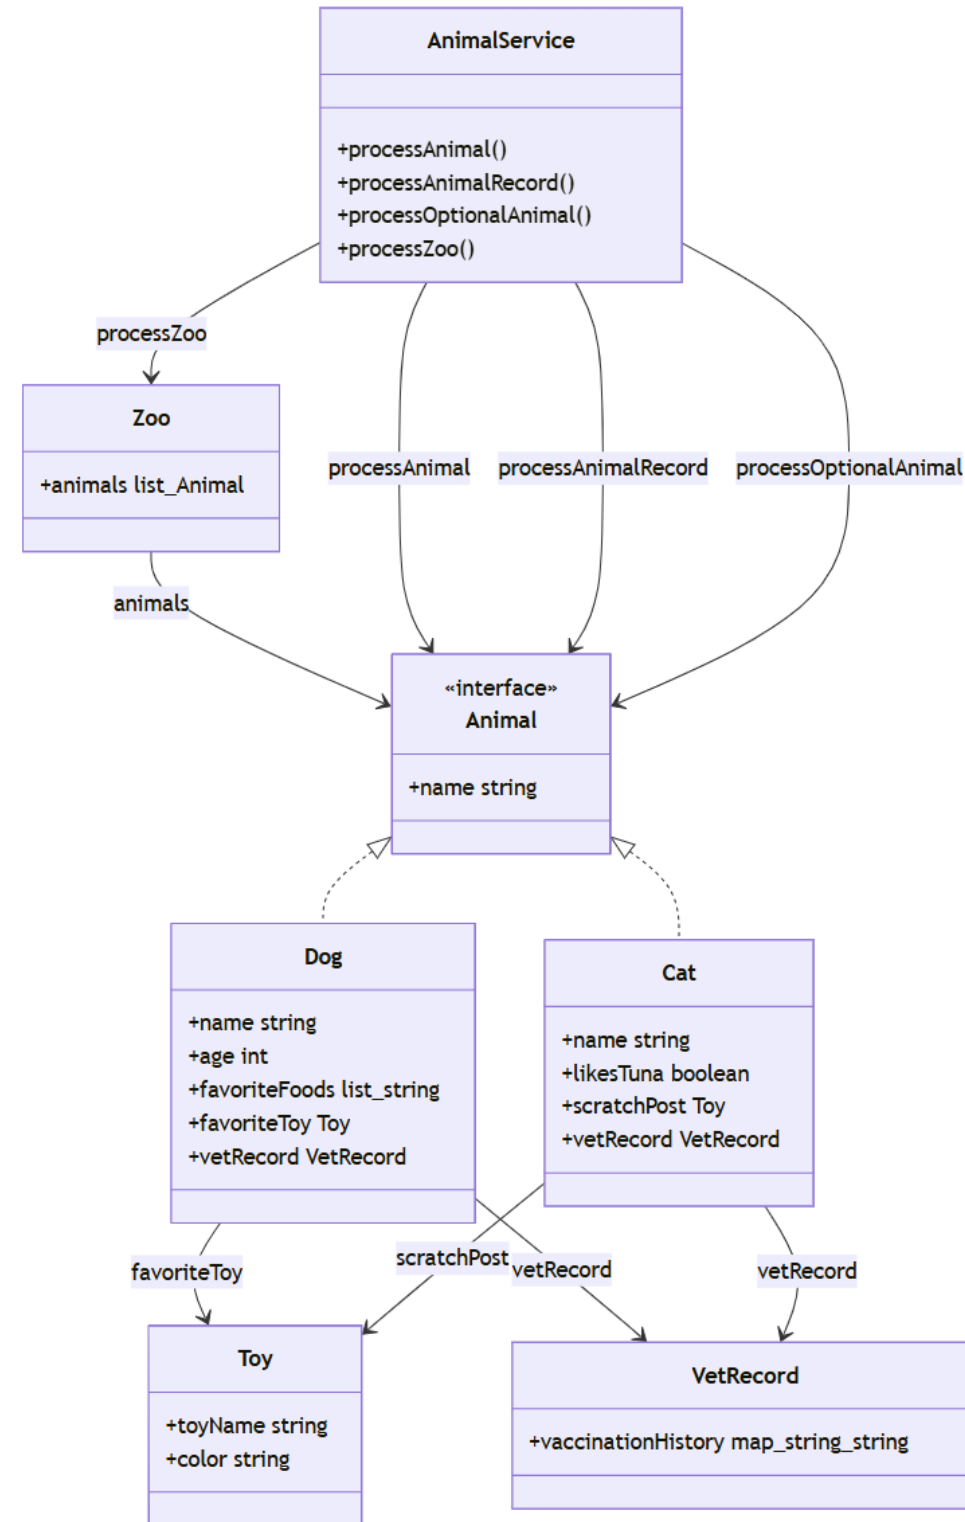 AnimalService
+processAnimal()
+processAnimalRecord()
+processOptionalAnimal()
+processZoo()
processZoo
Zoo
+animals list_Animal
processAnimal
processAnimalRecord
processOptionalAnimal
animals
«interface»
Animal
+name string
Dog
+name string
+age int
+favoriteFoods list_string
+favoriteToy Toy
+vetRecord VetRecord
Cat
+name string
+likesTuna boolean
+scratchPost Toy
+vetRecord VetRecord
favoriteToy
scratchPost
vetRecord
vetRecord
Toy
+toyName string
+color string
VetRecord
+vaccinationHistory map_string_string